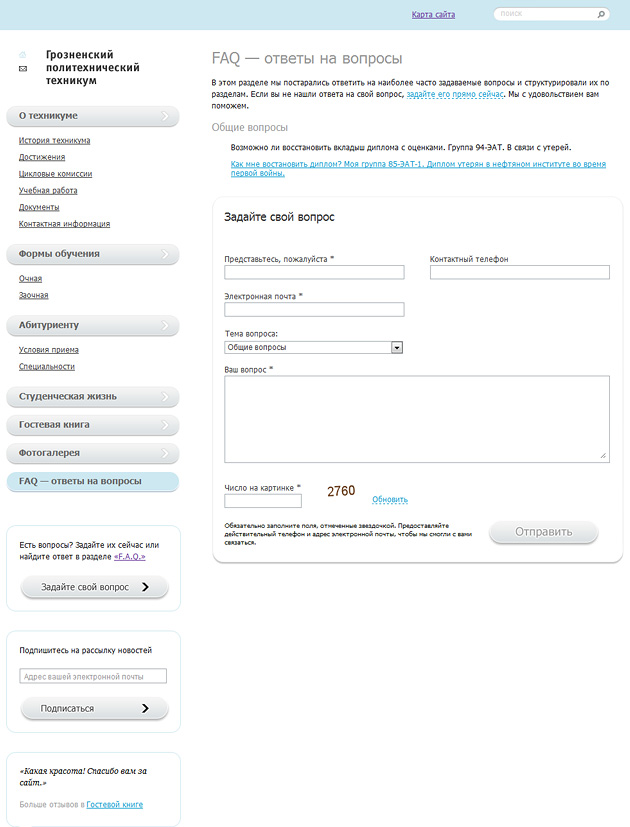 Карта сайта
поиск
Грозненский
политехнический
техникум
О техникуме
История техникума
Достижения
Цикловые комиссии
Учебная работа
Документы
Контактная информация
Формы обучения
Очная
Заочная
Абитуриенту
Условия приема
Специальности
Студенческая жизнь
Гостевая книга
Фотогалерея
FAQ — ответы на вопросы
Есть вопросы? Задайте их сейчас или
найдите ответ в разделе «F.A.Q.»
Задайте свой вопрос
Подпишитесь на рассылку новостей
Адрес вашей электронной почты
Подписаться
«Какая красота! Спасибо вам за
сайт.»
Больше отзывов в Гостевой книге
FAQ — ответы на вопросы
В этом разделе мы постарались ответить на наиболее часто задаваемые вопросы и структурировали их по
разделам. Если вы не нашли ответа на свой вопрос, задайте его прямо сейчас. Мы с удовольствием вам
поможем.
Общие вопросы
Возможно ли восстановить вкладыш диплома с оценками. Группа 94-ЭАТ. В связи с утерей.
Как мне востановить диплом? Моя группа 85-ЭАТ-1. Диплом утерян в нефтяном институте во время
первой войны.
Задайте свой вопрос
Представьтесь, пожалуйста *
Контактный телефон
Электронная почта *
Тема вопроса:
Общие вопросы
Ваш вопрос *
Число на картинке *
2760
Обновить
Обязательно заполните поля, отмеченные звездочкой. Предоставляйте
действительный телефон и адрес электронной почты, чтобы мы смогли с вами
связаться.
Отправить